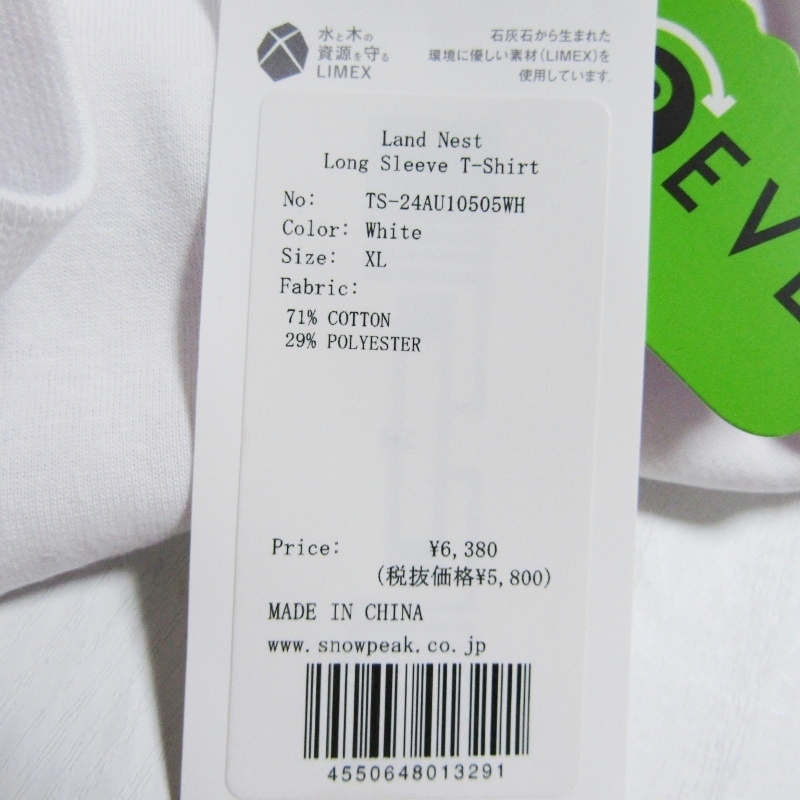 水と木の
資源を守る
LIMEX
石灰石から生まれた
環境に優しい素材(LIMEX)を
使用しています。
Land Nest
Long Sleeve T-Shirt
No: TS-24AU10505WH
Color: White
Size: XL
Fabric:
71% COTTON
29% POLYESTER
Price: ¥6,380
(税抜価格¥5,800)
MADE IN CHINA
www.snowpeak.co.jp
4550648013291